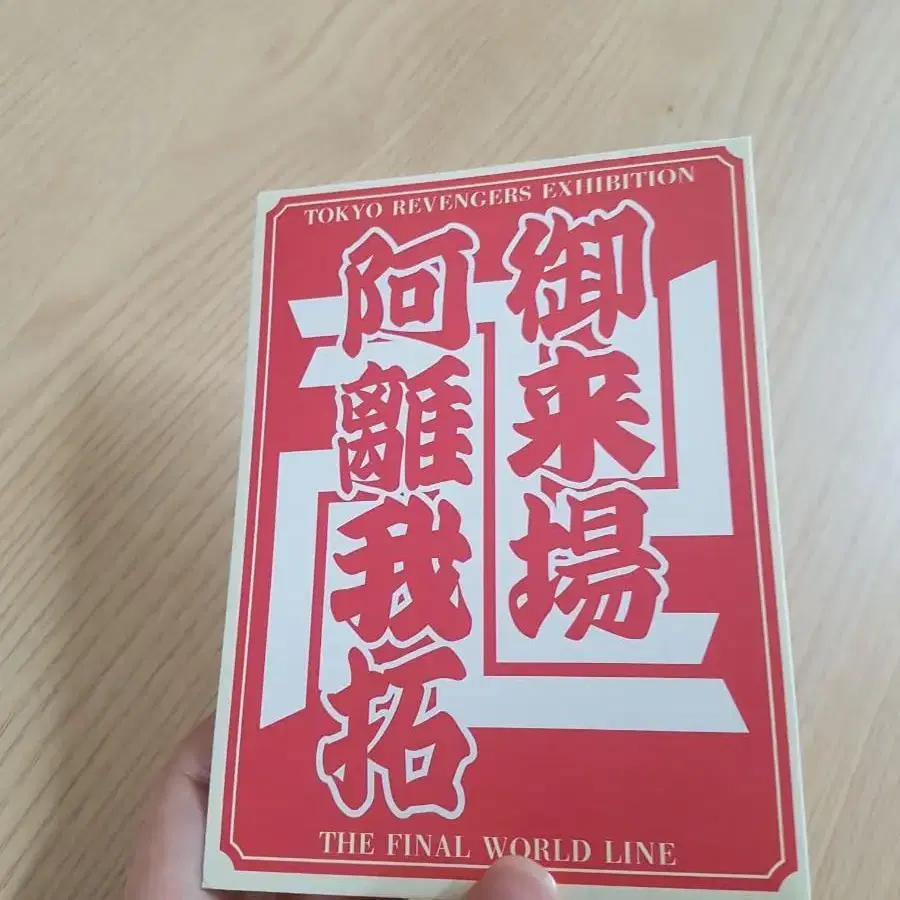 TOKYO REVENGERS EXHIBITION
御来場
阿離我拓
THE FINAL WORLD LINE